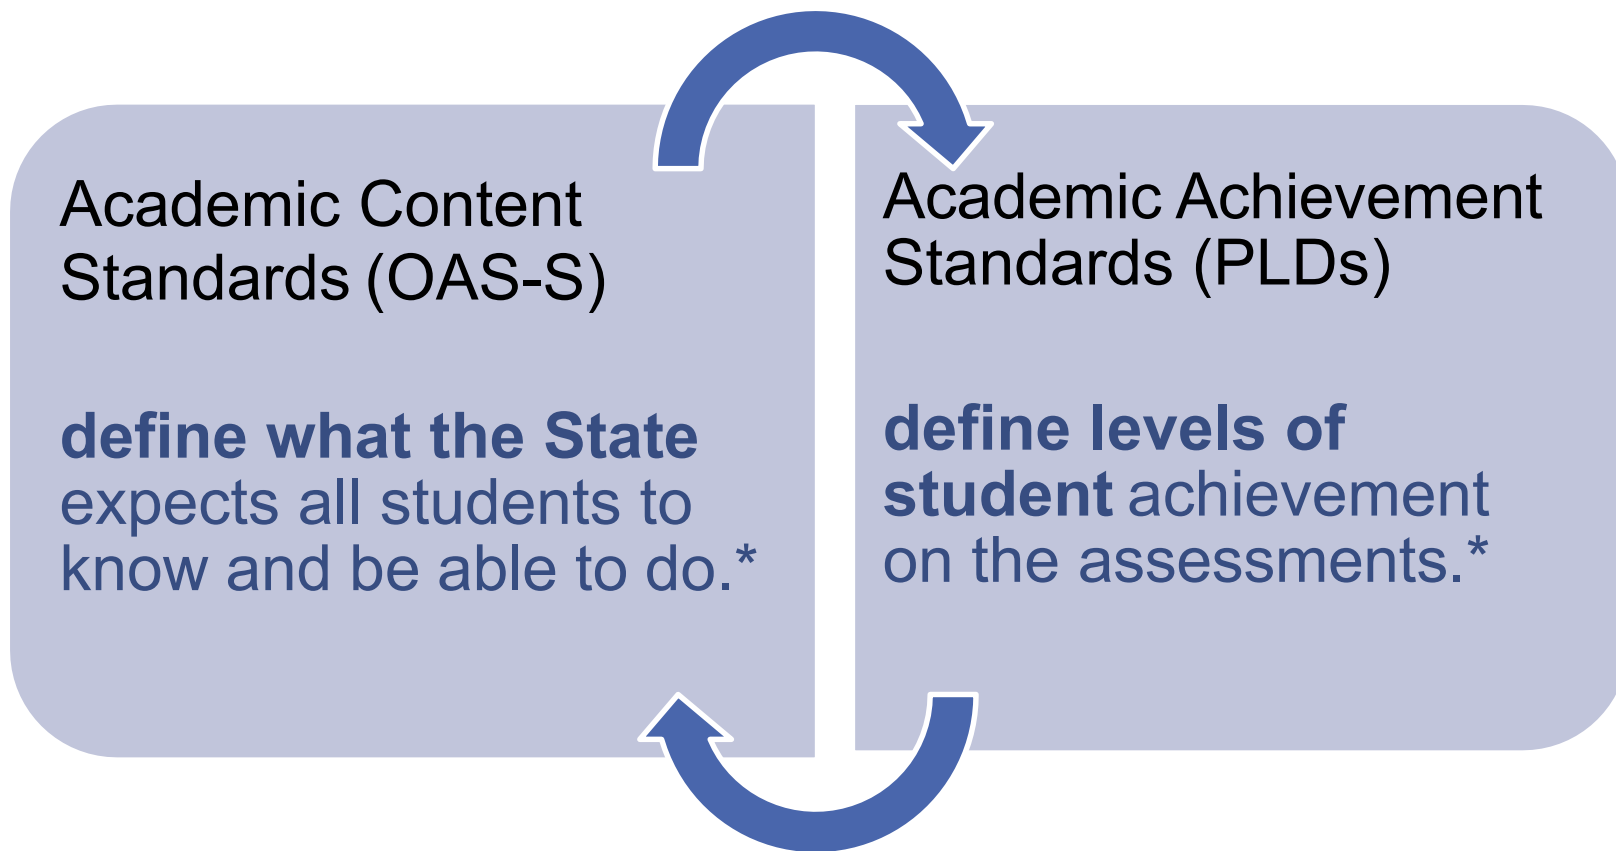 Academic Content
Standards (OAS-S)
define what the State
expects all students to
know and be able to do.*
Academic Achievement
Standards (PLDs)
define levels of
student achievement
on the assessments.*